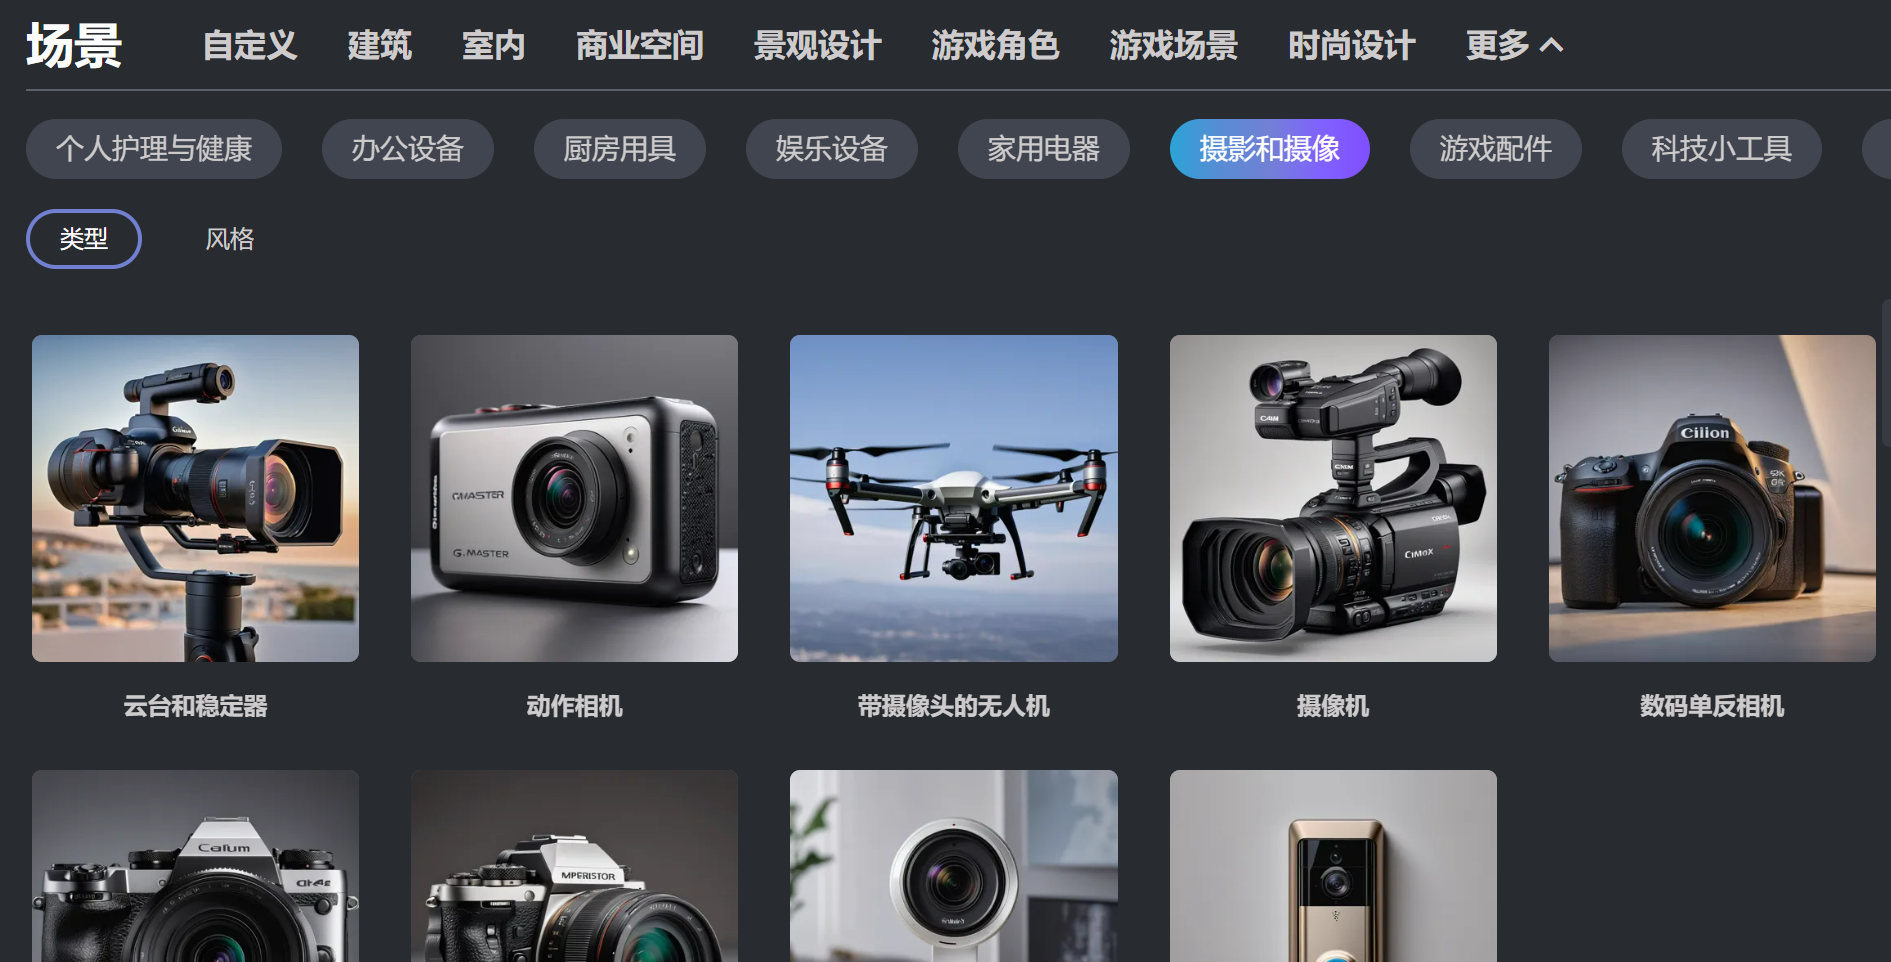 场景 自定义 建筑 室内 商业空间 景观设计 游戏角色 游戏场景 时尚设计 更多
个人护理与健康 办公设备 厨房用具 娱乐设备 家用电器 摄影和摄像 游戏配件 科技小工具
类型 风格
GMASTER
G.MASTER
CIMOX
Cilion
云台和稳定器 动作相机 带摄像头的无人机 摄像机 数码单反相机
Calum
MPERISTOR